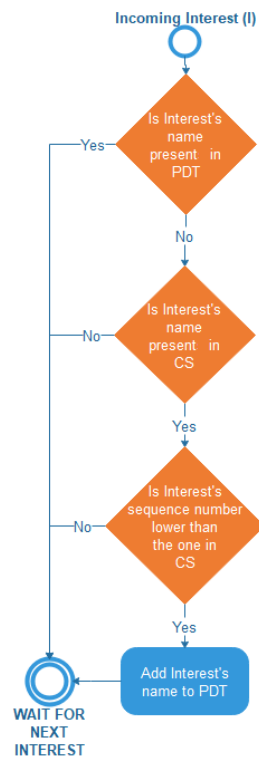 Incoming Interest (I)
Is Interest's
name
present in
PDT
Yes
No
Is Interest's
name
present in
CS
No
Yes
Is Interest's
sequence number
lower than
the one in
CS
No
Yes
Add Interest's
name to PDT
WAIT FOR
NEXT
INTEREST